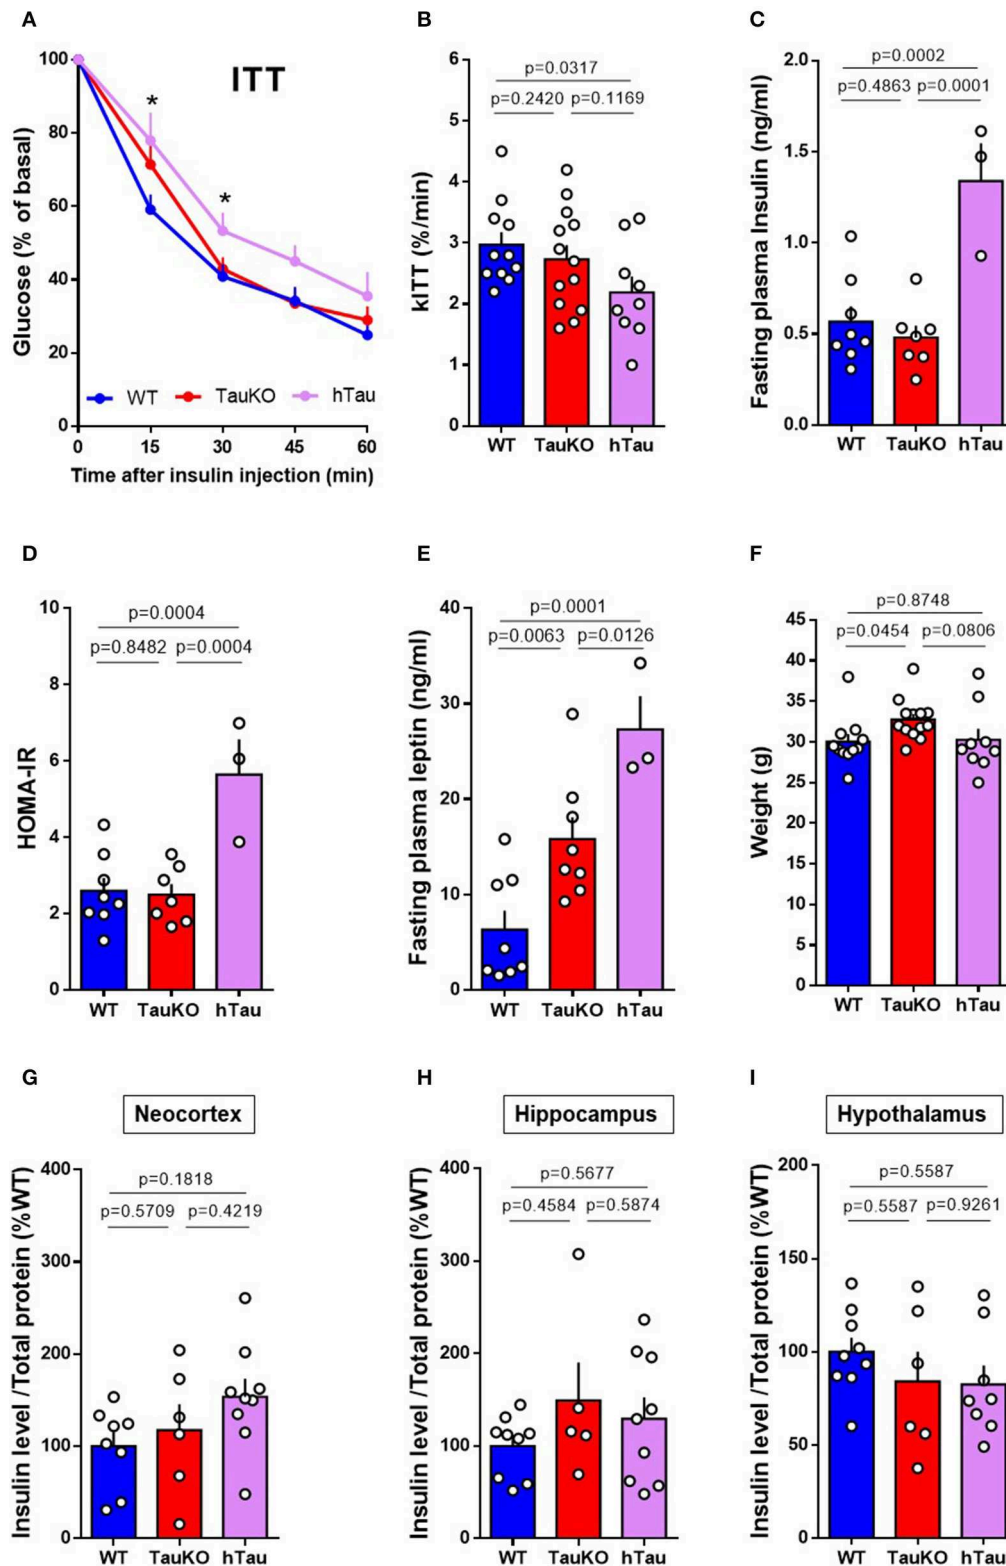 A
ITT
*
*
Glucose (% of basal)
100
80
60
40
20
0
WT
TauKO
hTau
0
15
30
45
60
Time after insulin injection (min)
B
kITT (%/min)
6
5
4
3
2
1
0
p=0.0317
p=0.2420
p=0.1169
WT
TauKO
hTau
C
Fasting plasma Insulin (ng/ml)
2.0
1.5
1.0
0.5
0.0
p=0.0002
p=0.4863
p=0.0001
WT
TauKO
hTau
D
HOMA-IR
10
8
6
4
2
0
p=0.0004
p=0.8482
p=0.0004
WT
TauKO
hTau
E
Fasting plasma leptin (ng/ml)
40
30
20
10
0
p=0.0001
p=0.0063
p=0.0126
WT
TauKO
hTau
F
Weight (g)
45
40
35
30
25
20
15
10
5
0
p=0.8748
p=0.0454
p=0.0806
WT
TauKO
hTau
G
Neocortex
Insulin level /Total protein (%WT)
400
300
200
100
0
p=0.1818
p=0.5709
p=0.4219
WT
TauKO
hTau
H
Hippocampus
Insulin level /Total protein (%WT)
400
300
200
100
0
p=0.5677
p=0.4584
p=0.5874
WT
TauKO
hTau
I
Hypothalamus
Insulin level /Total protein (%WT)
200
150
100
50
0
p=0.5587
p=0.5587
p=0.9261
WT
TauKO
hTau